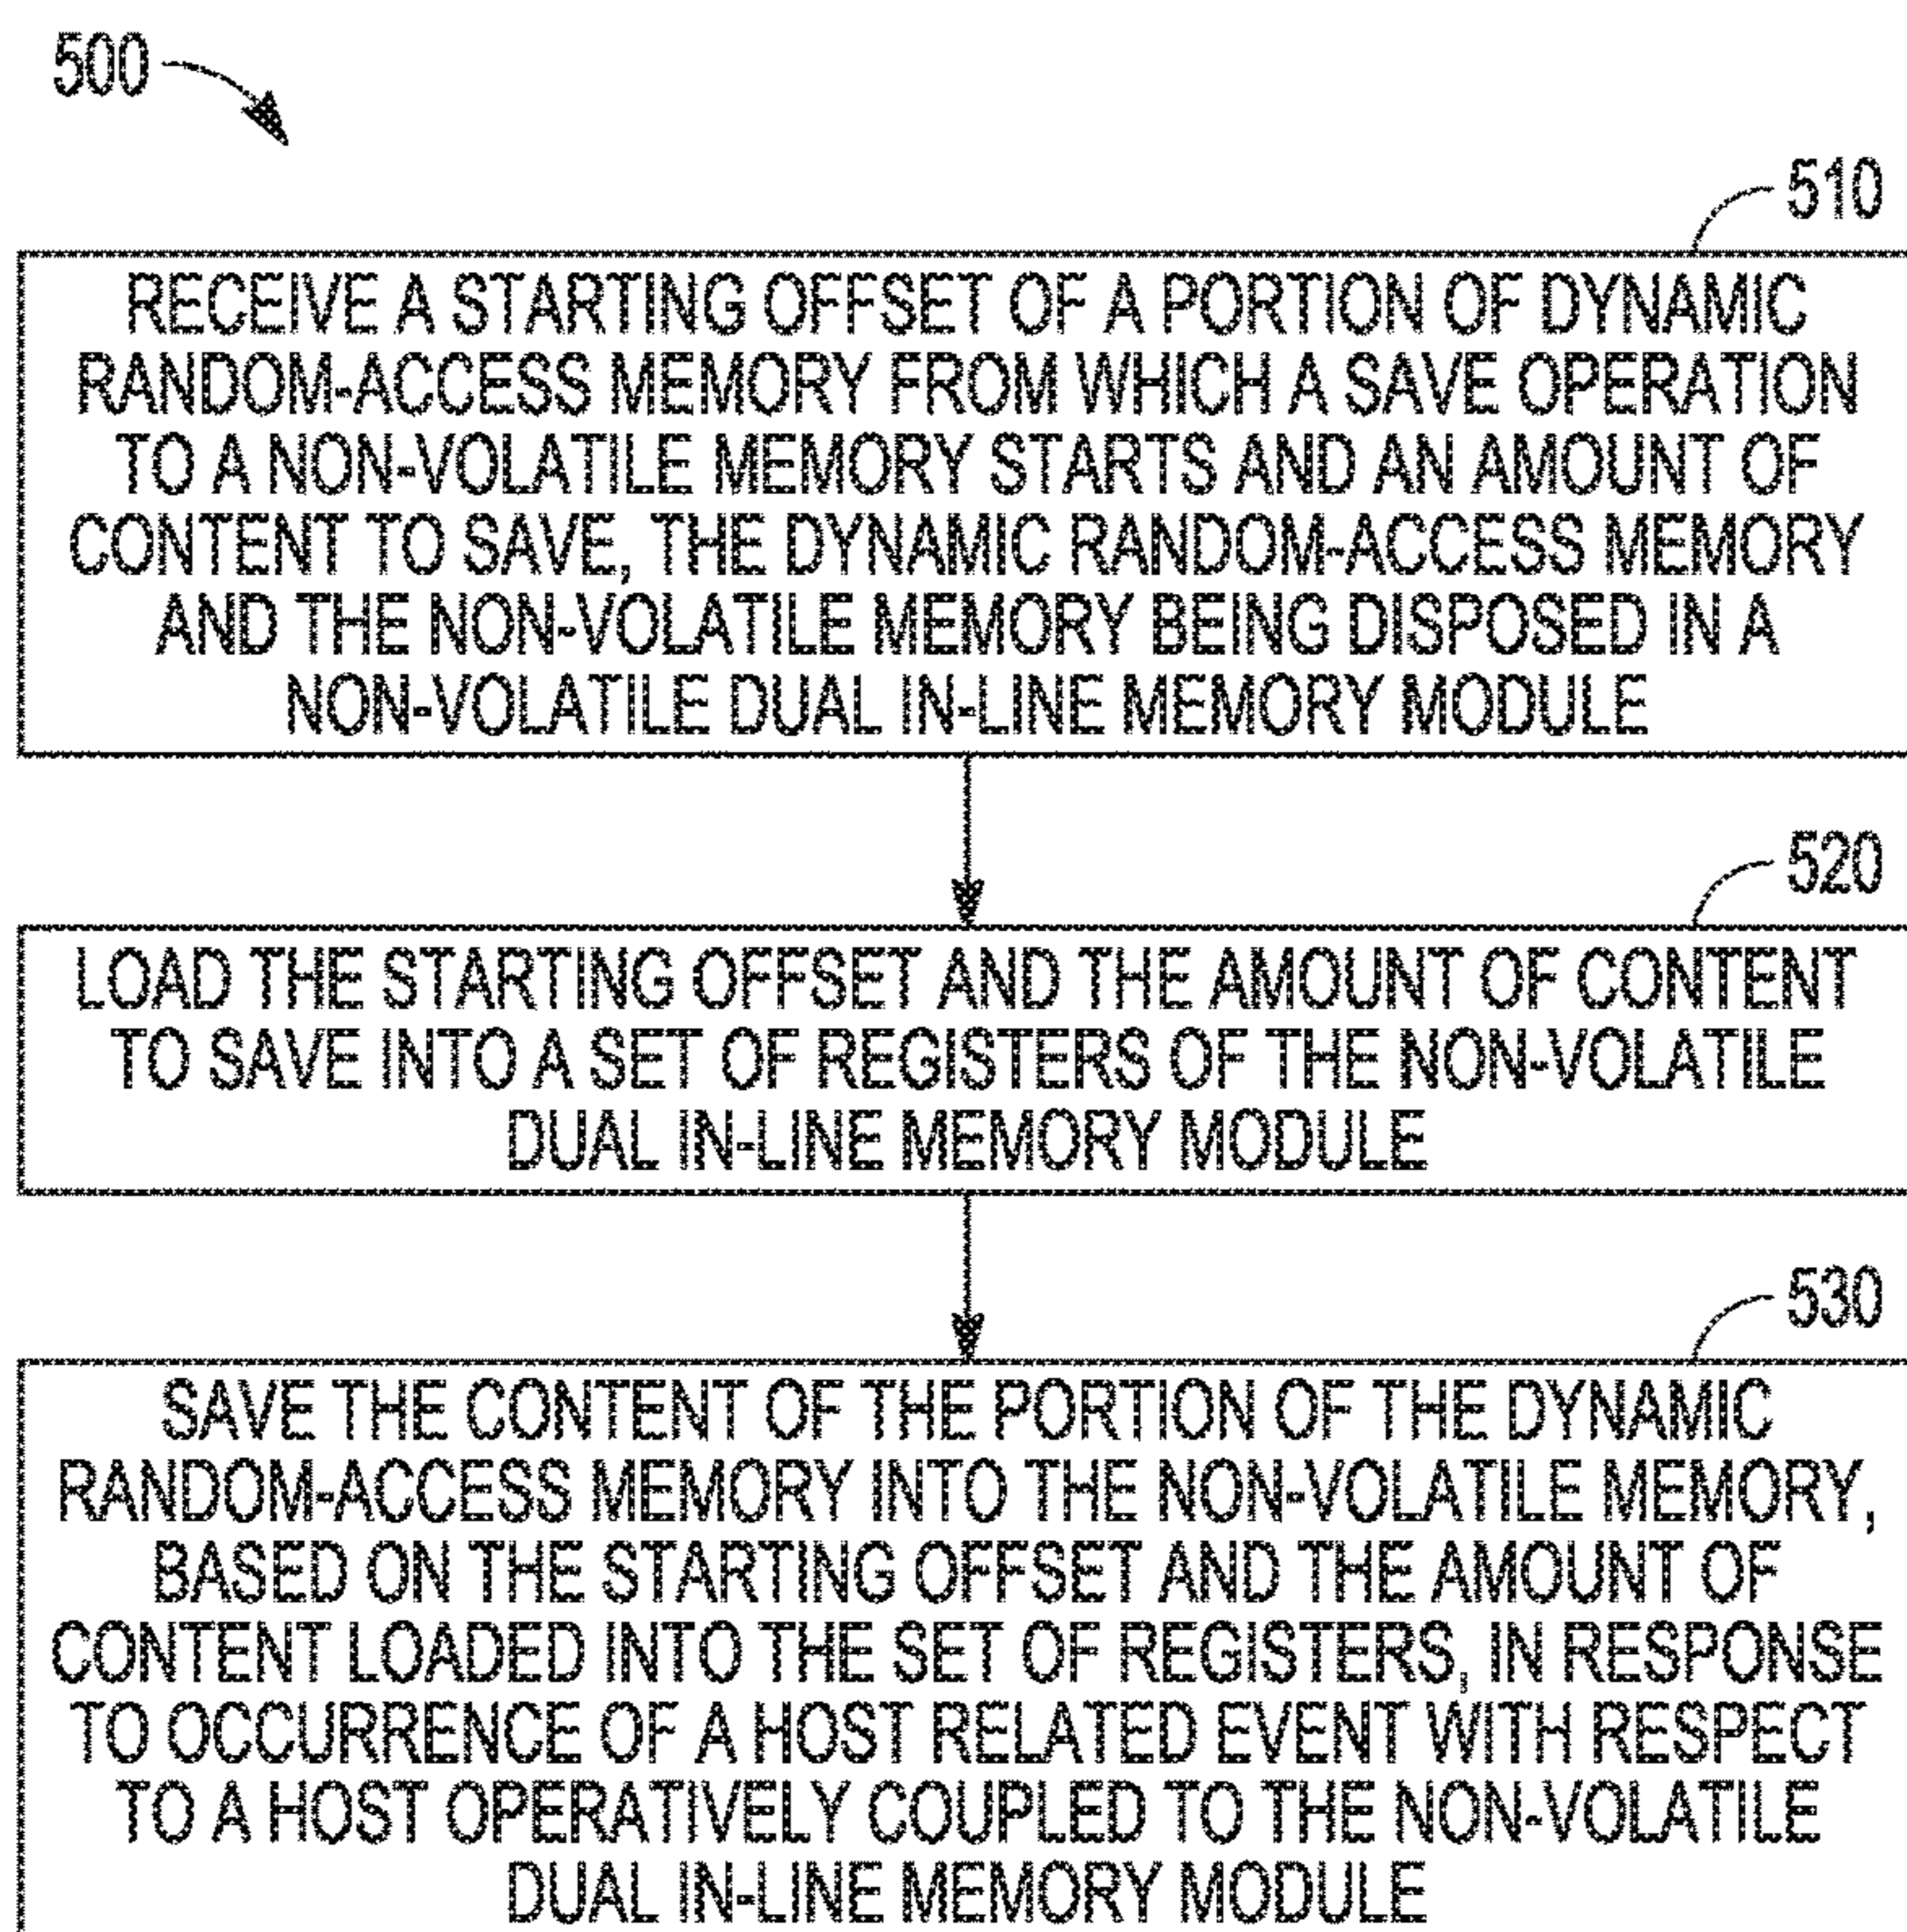 500
510
RECEIVE A STARTING OFFSET OF A PORTION OF DYNAMIC
RANDOM-ACCESS MEMORY FROM WHICH A SAVE OPERATION
TO A NON-VOLATILE MEMORY STARTS AND AN AMOUNT OF
CONTENT TO SAVE, THE DYNAMIC RANDOM-ACCESS MEMORY
AND THE NON-VOLATILE MEMORY BEING DISPOSED IN A
NON-VOLATILE DUAL IN-LINE MEMORY MODULE
520
LOAD THE STARTING OFFSET AND THE AMOUNT OF CONTENT
TO SAVE INTO A SET OF REGISTERS OF THE NON-VOLATILE
DUAL IN-LINE MEMORY MODULE
530
SAVE THE CONTENT OF THE PORTION OF THE DYNAMIC
RANDOM-ACCESS MEMORY INTO THE NON-VOLATILE MEMORY,
BASED ON THE STARTING OFFSET AND THE AMOUNT OF
CONTENT LOADED INTO THE SET OF REGISTERS, IN RESPONSE
TO OCCURRENCE OF A HOST RELATED EVENT WITH RESPECT
TO A HOST OPERATIVELY COUPLED TO THE NON-VOLATILE
DUAL IN-LINE MEMORY MODULE